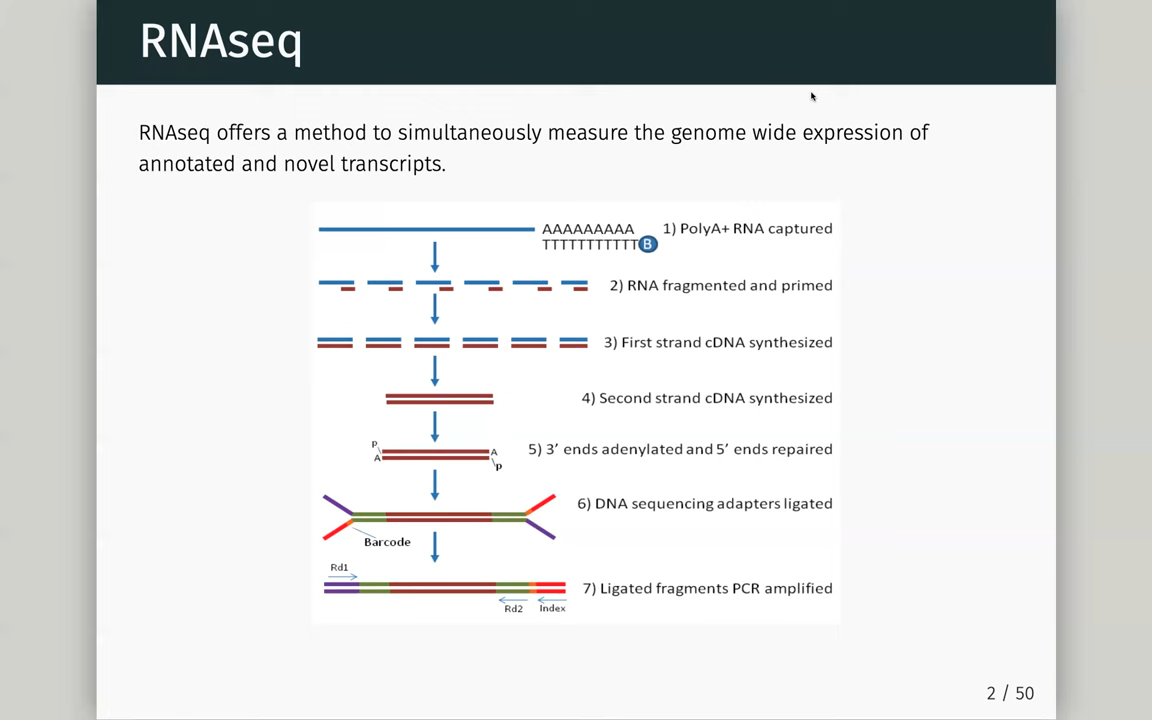 RNAseq
RNAseq offers a method to simultaneously measure the genome wide expression of
annotated and novel transcripts.
AAAAAAAAA 1) PolyA+ RNA captured
TTTTTTTTTTT B
2) RNA fragmented and primed
3) First strand cDNA synthesized
4) Second strand cDNA synthesized
P
A
A
p
5) 3′ ends adenylated and 5′ ends repaired
6) DNA sequencing adapters ligated
Barcode
Rd1
7) Ligated fragments PCR amplified
Rd2 Index
2 / 50